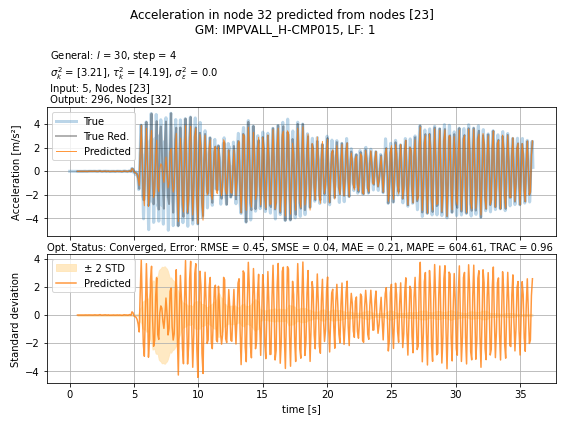 Acceleration in node 32 predicted from nodes [23]
GM: IMPVALL_H-CMP015, LF: 1
General: l = 30, step = 4
σ²ₖ = [3.21], τ²ₖ = [4.19], σ²ε = 0.0
Input: 5, Nodes [23]
Output: 296, Nodes [32]
True
True Red.
Predicted
Acceleration [m/s²]
4
2
0
−2
−4
Opt. Status: Converged, Error: RMSE = 0.45, SMSE = 0.04, MAE = 0.21, MAPE = 604.61, TRAC = 0.96
± 2 STD
Predicted
Standard deviation
4
2
0
−2
−4
0 5 10 15 20 25 30 35
time [s]